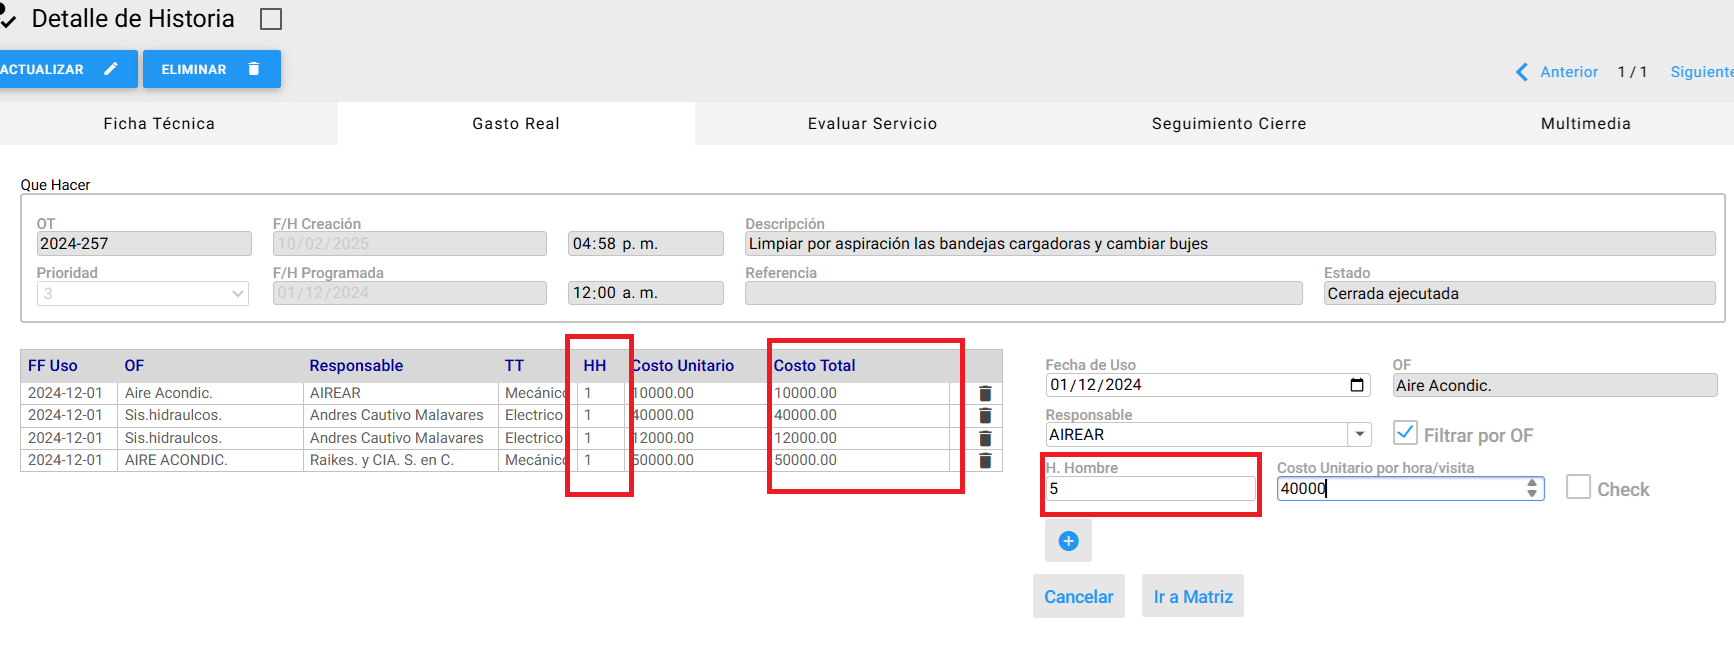 Detalle de Historia
ACTUALIZAR
ELIMINAR
Anterior 1 / 1 Siguiente
Ficha Técnica
Gasto Real
Evaluar Servicio
Seguimiento Cierre
Multimedia
Que Hacer
OT F/H Creación Descripción
2024-257 10/02/2025 04:58 p. m. Limpiar por aspiración las bandejas cargadoras y cambiar bujes
Prioridad F/H Programada Referencia Estado
3 01/12/2024 12:00 a. m. Cerrada ejecutada
FF Uso OF Responsable TT HH Costo Unitario Costo Total
2024-12-01 Aire Acondic. AIREAR Mecánic 1 10000.00 10000.00
2024-12-01 Sis.hidraulcos. Andres Cautivo Malavares Electrico 1 40000.00 40000.00
2024-12-01 Sis.hidraulcos. Andres Cautivo Malavares Electrico 1 12000.00 12000.00
2024-12-01 AIRE ACONDIC. Raikes. y CIA. S. en C. Mecánic 1 50000.00 50000.00
Fecha de Uso OF
01/12/2024 Aire Acondic.
Responsable
AIREAR Filtrar por OF
H. Hombre Costo Unitario por hora/visita
5 40000 Check
Cancelar Ir a Matriz